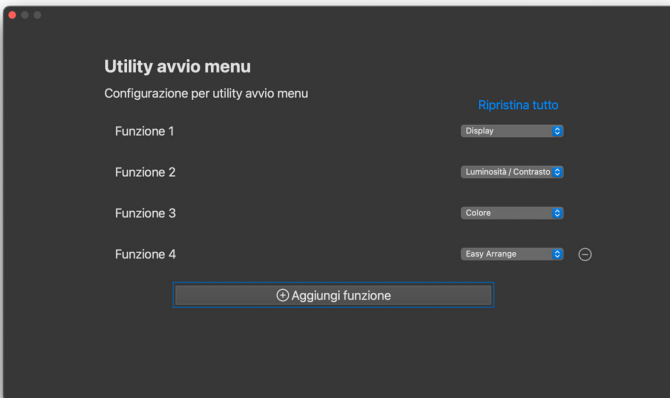 Utility avvio menu
Configurazione per utility avvio menu
Ripristina tutto
Funzione 1 Display
Funzione 2 Luminosità / Contrasto
Funzione 3 Colore
Funzione 4 Easy Arrange
Aggiungi funzione